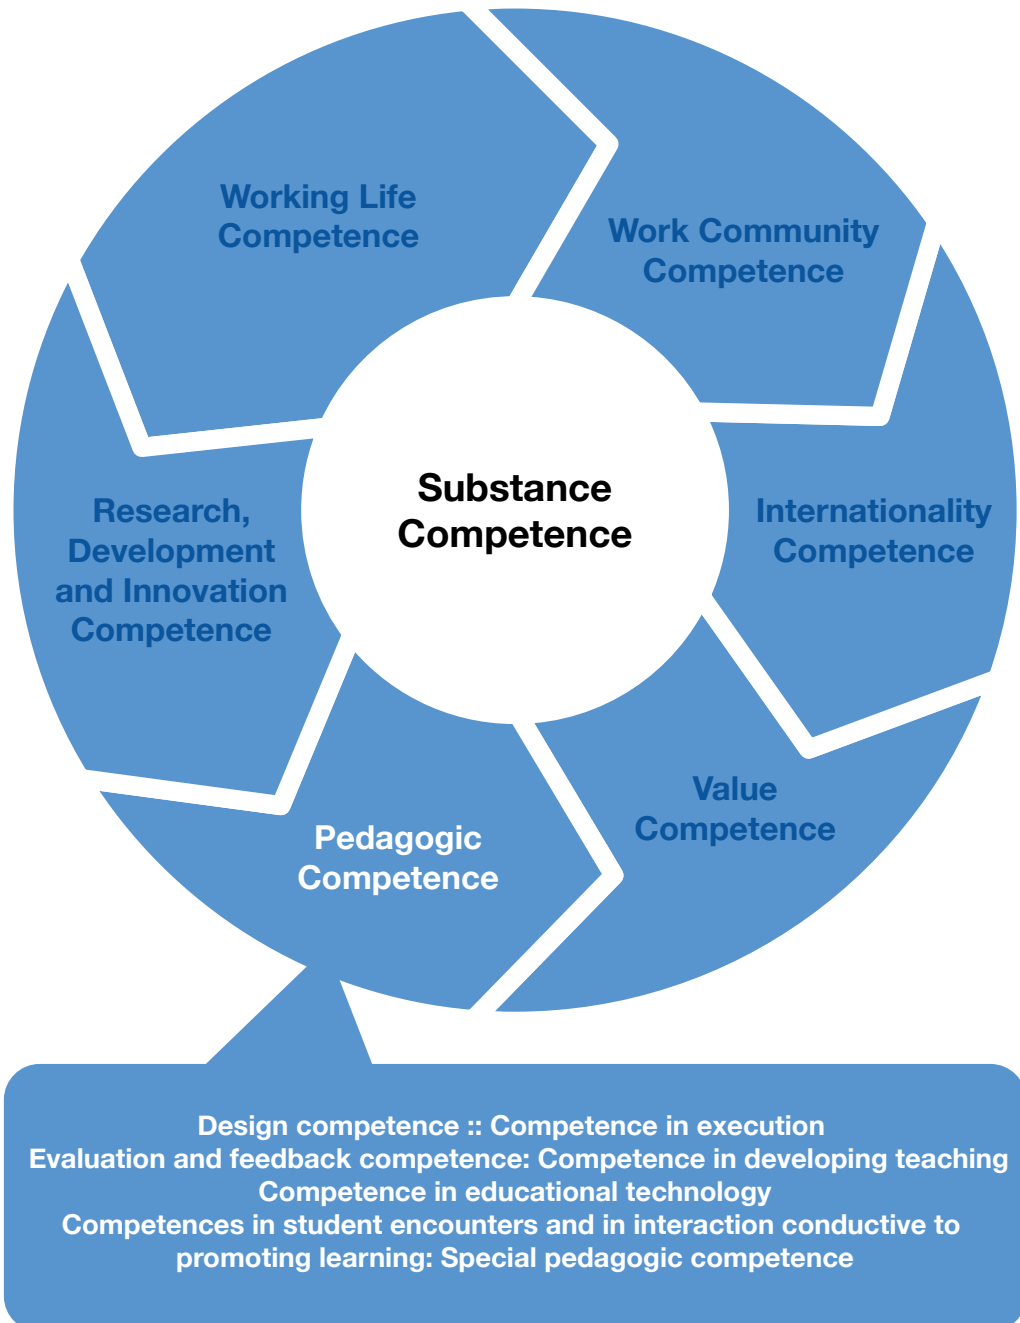 Working Life
Competence
Work Community
Competence
Substance
Competence
Research,
Development
and Innovation
Competence
Internationality
Competence
Value
Competence
Pedagogic
Competence
Design competence :: Competence in execution
Evaluation and feedback competence: Competence in developing teaching
Competence in educational technology
Competences in student encounters and in interaction conductive to
promoting learning: Special pedagogic competence